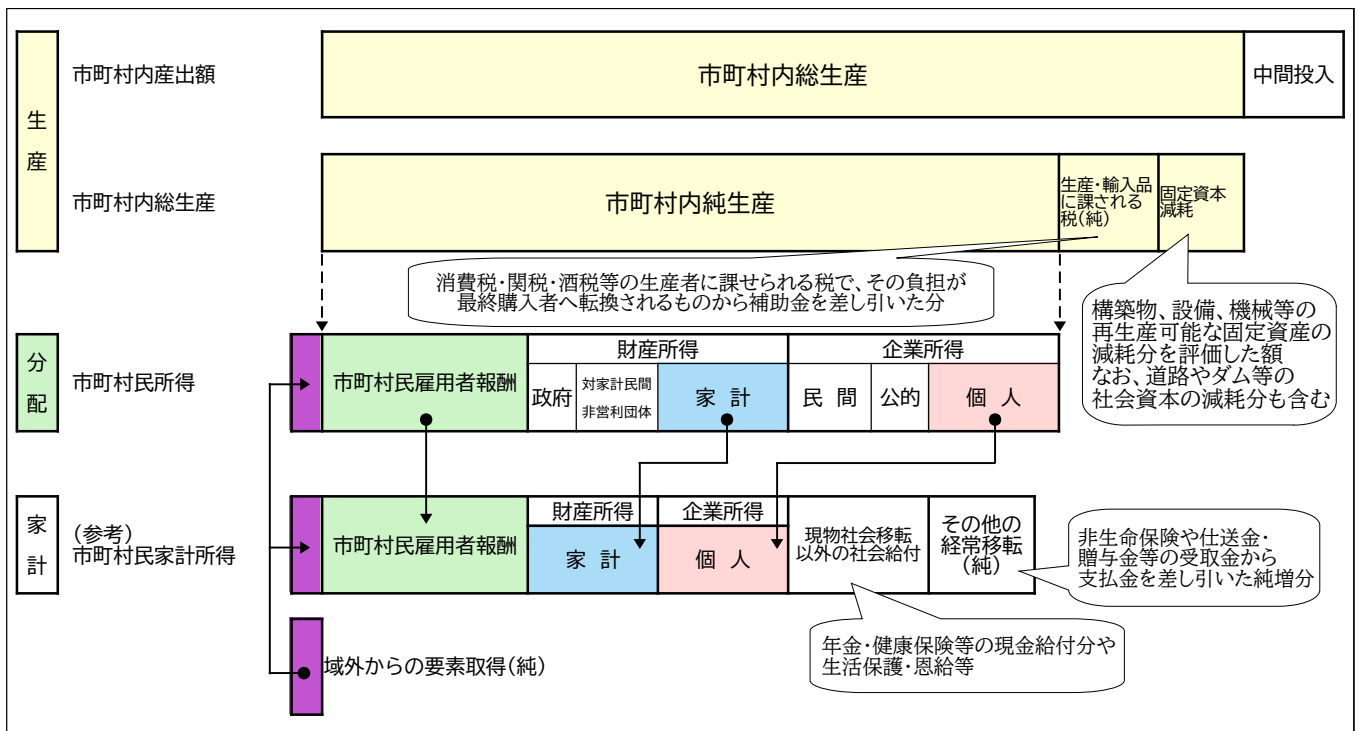 生産
市町村内産出額
市町村内総生産
中間投入
市町村内総生産
市町村内純生産
生産・輸入品
に課される
税(純)
固定資本
減耗
消費税・関税・酒税等の生産者に課せられる税で、その負担が
最終購入者へ転換されるものから補助金を差し引いた分
構築物、設備、機械等の
再生産可能な固定資産の
減耗分を評価した額
なお、道路やダム等の
社会資本の減耗分も含む
分配
市町村民所得
市町村民雇用者報酬
財産所得
政府
対家計民間
非営利団体
家 計
企業所得
民 間
公的
個 人
家計
(参考)
市町村民家計所得
市町村民雇用者報酬
財産所得
家 計
企業所得
個 人
現物社会移転
以外の社会給付
その他の
経常移転
(純)
非生命保険や仕送金・
贈与金等の受取金から
支払金を差し引いた純増分
年金・健康保険等の現金給付分や
生活保護・恩給等
域外からの要素取得(純)